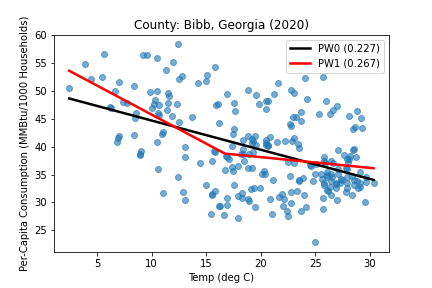 County: Bibb, Georgia (2020)
Per-Capita Consumption (MMBtu/1000 Households)
60
55
50
45
40
35
30
25
PW0 (0.227)
PW1 (0.267)
5 10 15 20 25 30
Temp (deg C)